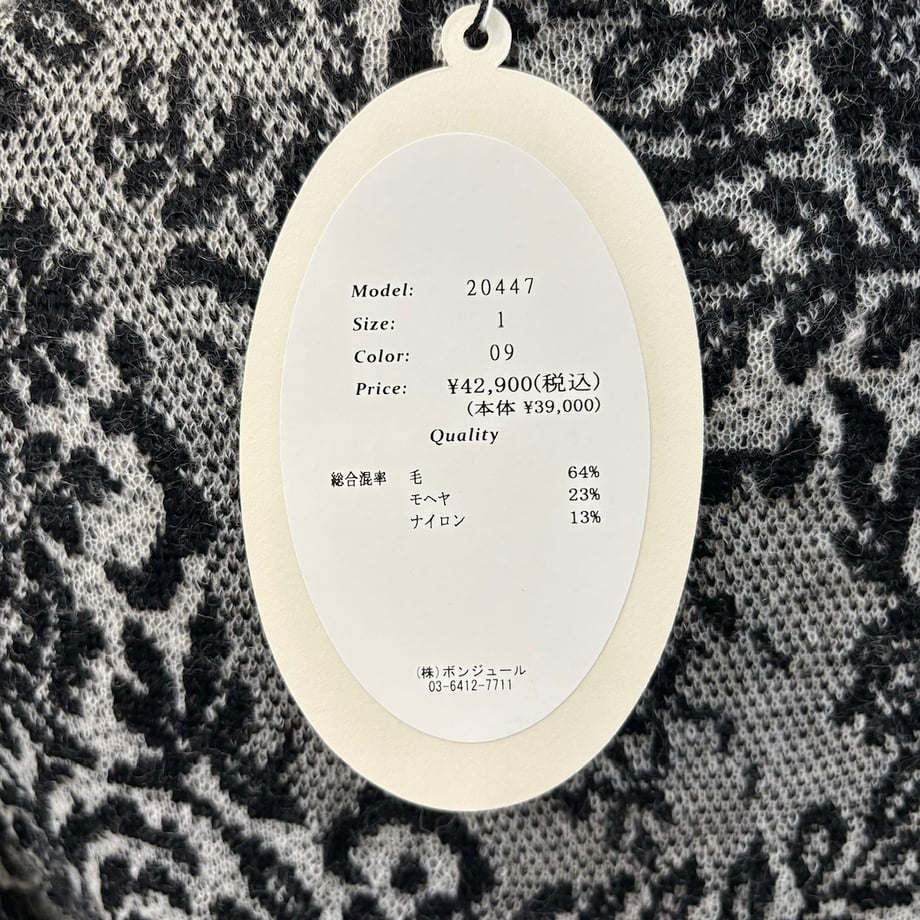 Model: 20447
Size: 1
Color: 09
Price: ¥42,900(税込)
(本体 ¥39,000)
Quality
総合混率 毛 64%
モヘヤ 23%
ナイロン 13%
(株)ボンジュール
03-6412-7711